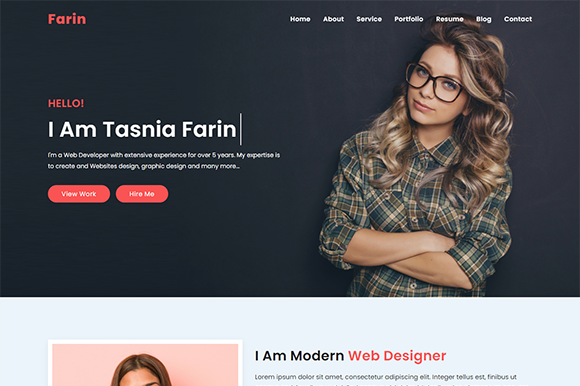 Farin
Home About Service Portfolio Resume Blog Contact
HELLO!
I Am Tasnia Farin
I'm a Web Developer with extensive experience for over 5 years. My expertise is
to create and Websites design, graphic design and many more...
View Work Hire Me
I Am Modern Web Designer
Lorem ipsum dolor sit amet, consectetur adipiscing elit. Integer tellus est, finibus ut